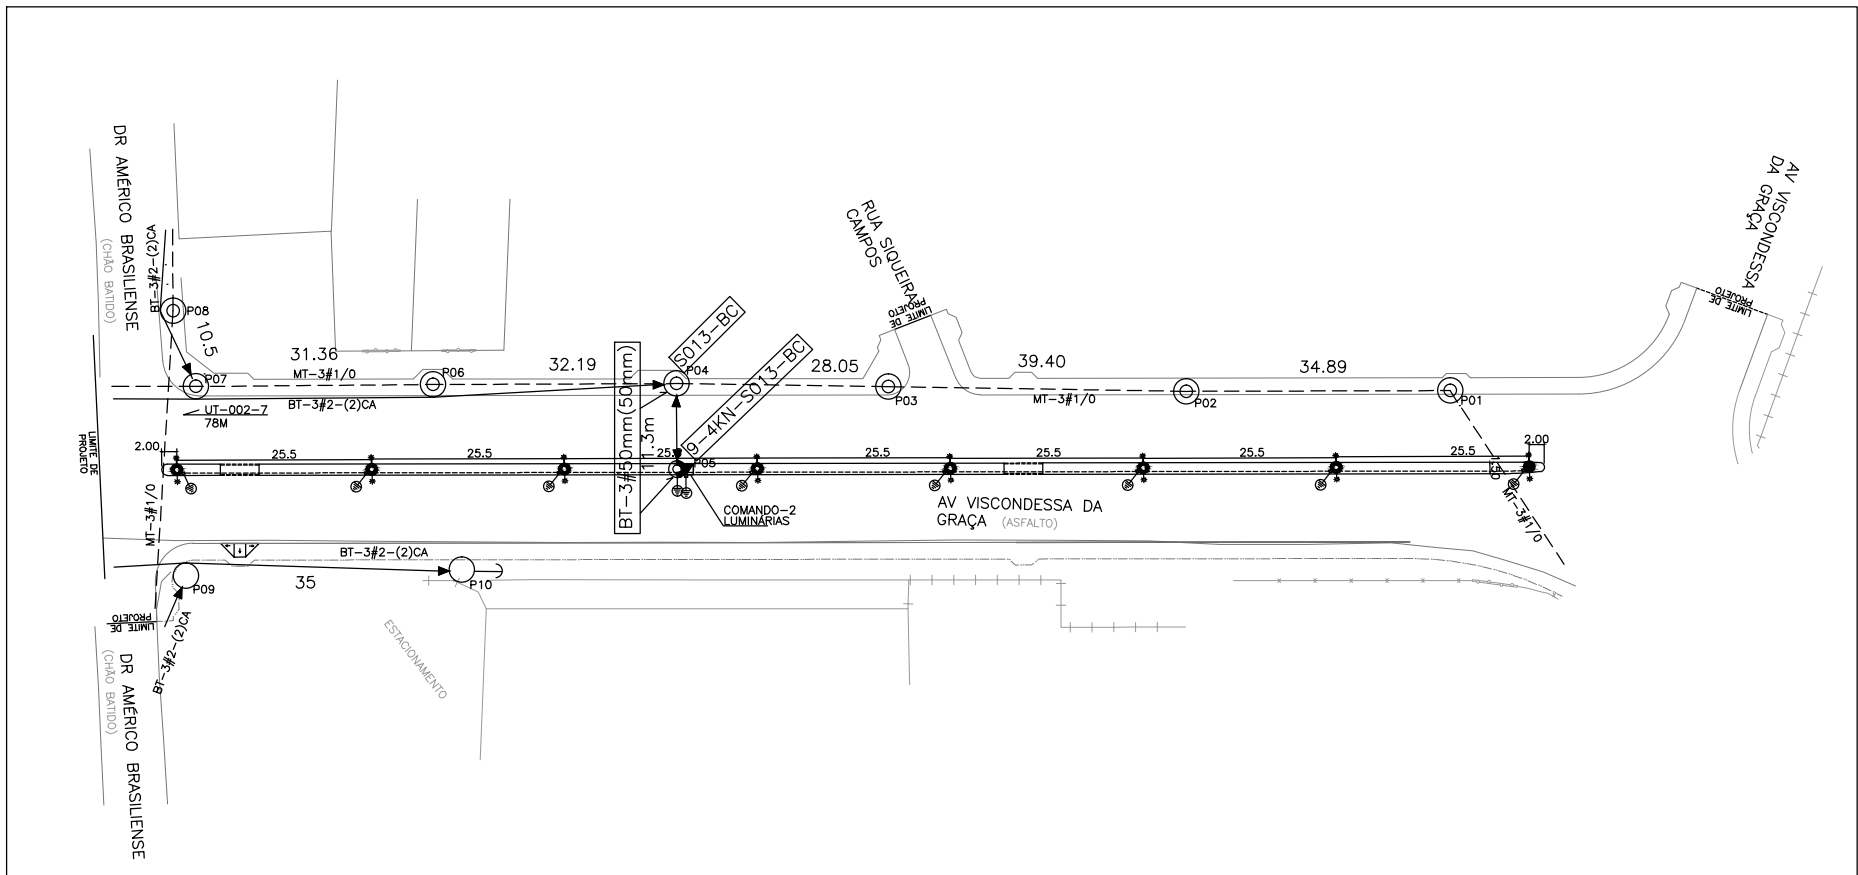 DR AMÉRICO BRASILIENSE
(CHÃO BATIDO)
BT-3#2-(2)CA
P08
10.5
P07
31.36
MT-3#1/0
BT-3#2-(2)CA
UT-002-7
78M
P06
32.19
S013-BC
P04
28.05
P03
RUA SIQUEIRA
CAMPOS
LIMITE DE
PROJETO
39.40
MT-3#1/0
P02
34.89
P01
AV VISCONDESSA
DA GRAÇA
LIMITE DE
PROJETO
LIMITE DE
PROJETO
2.00
25.5
25.5
BT-3#50mm(50mm)
11.3m
9-4KN-S013-BC
P05
25.5
25.5
25.5
25.5
2.00
1.50
MT-3#1/0
COMANDO-2
LUMINÁRIAS
AV VISCONDESSA DA
GRAÇA (ASFALTO)
MT-3#1/0
BT-3#2-(2)CA
35
P09
P10
LIMITE DE
PROJETO
BT-3#2-(2)CA
ESTACIONAMENTO
DR AMÉRICO BRASILIENSE
(CHÃO BATIDO)